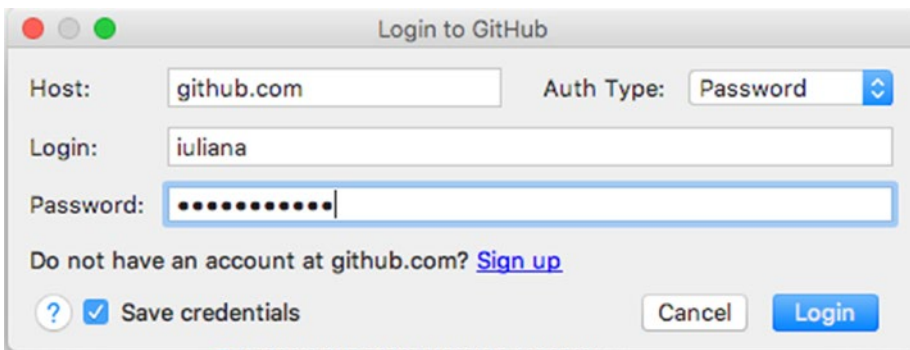 Login to GitHub
Host: github.com Auth Type: Password
Login: iuliana
Password: •••••••••••
Do not have an account at github.com? Sign up
? Save credentials Cancel Login